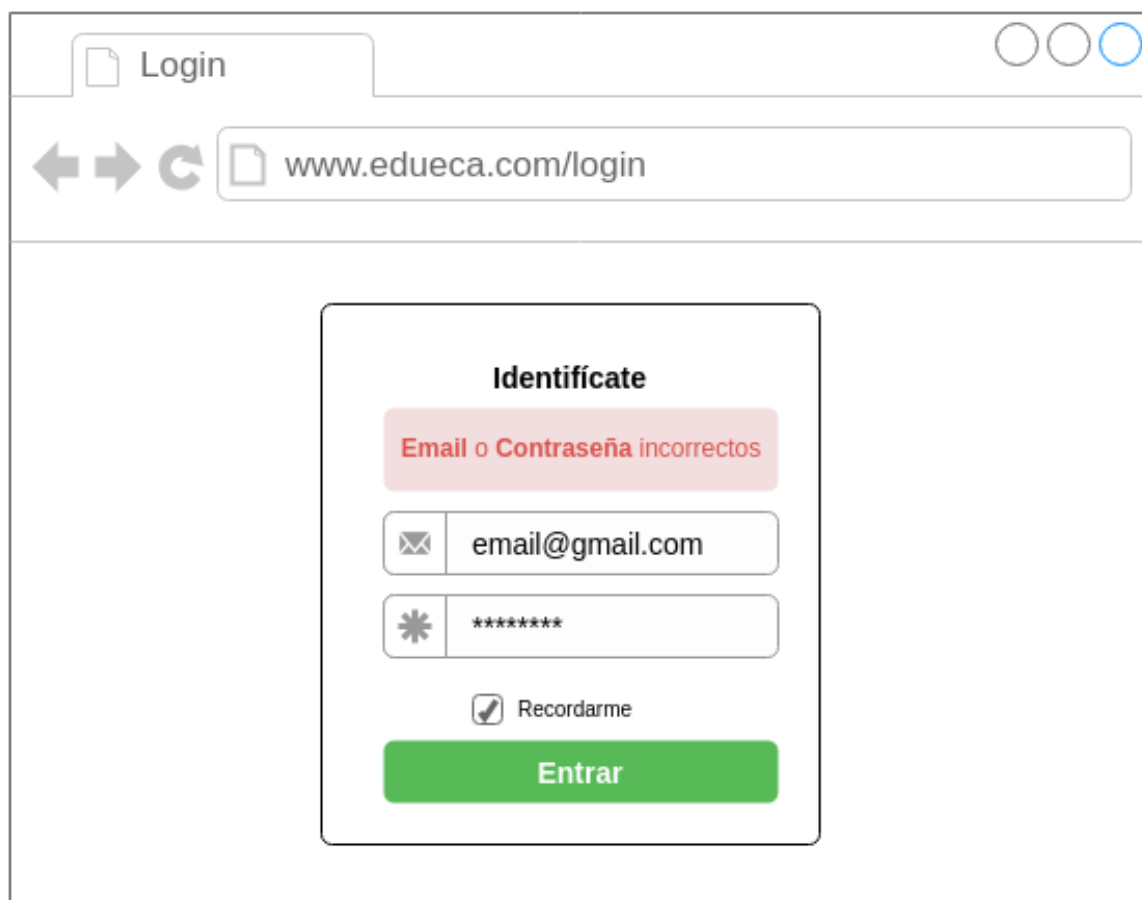 Login
www.edueca.com/login
Identifícate
Email o Contraseña incorrectos
email@gmail.com
********
Recordarme
Entrar